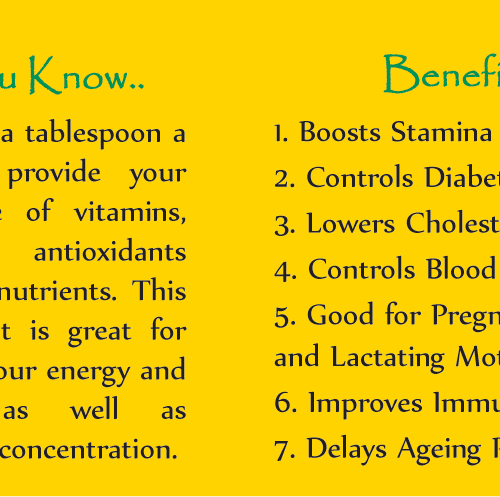 u Know..
a tablespoon a
provide your
of vitamins,
antioxidants
nutrients. This
t is great for
our energy and
as well as
concentration.
Benefi
1. Boosts Stamina
2. Controls Diabet
3. Lowers Cholest
4. Controls Blood
5. Good for Pregn
and Lactating Mot
6. Improves Immu
7. Delays Ageing